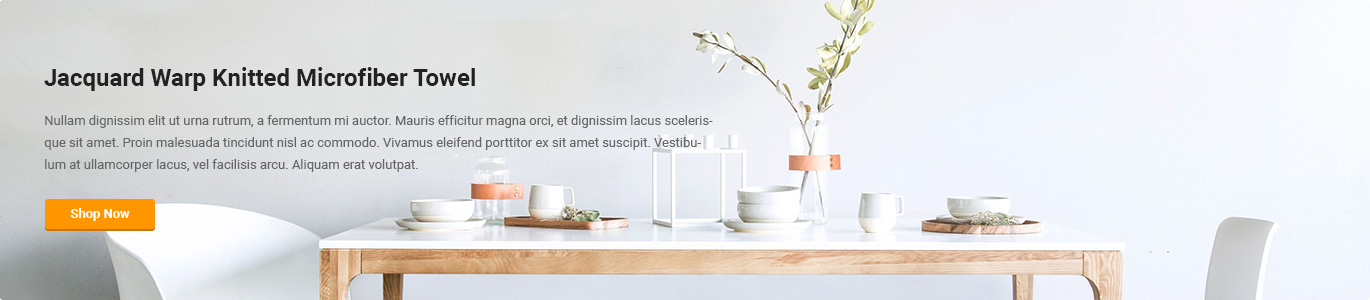 Jacquard Warp Knitted Microfiber Towel
Nullam dignissim elit ut urna rutrum, a fermentum mi auctor. Mauris efficitur magna orci, et dignissim lacus sceleris-
que sit amet. Proin malesuada tincidunt nisl ac commodo. Vivamus eleifend porttitor ex sit amet suscipit. Vestibu-
lum at ullamcorper lacus, vel facilisis arcu. Aliquam erat volutpat.
Shop Now